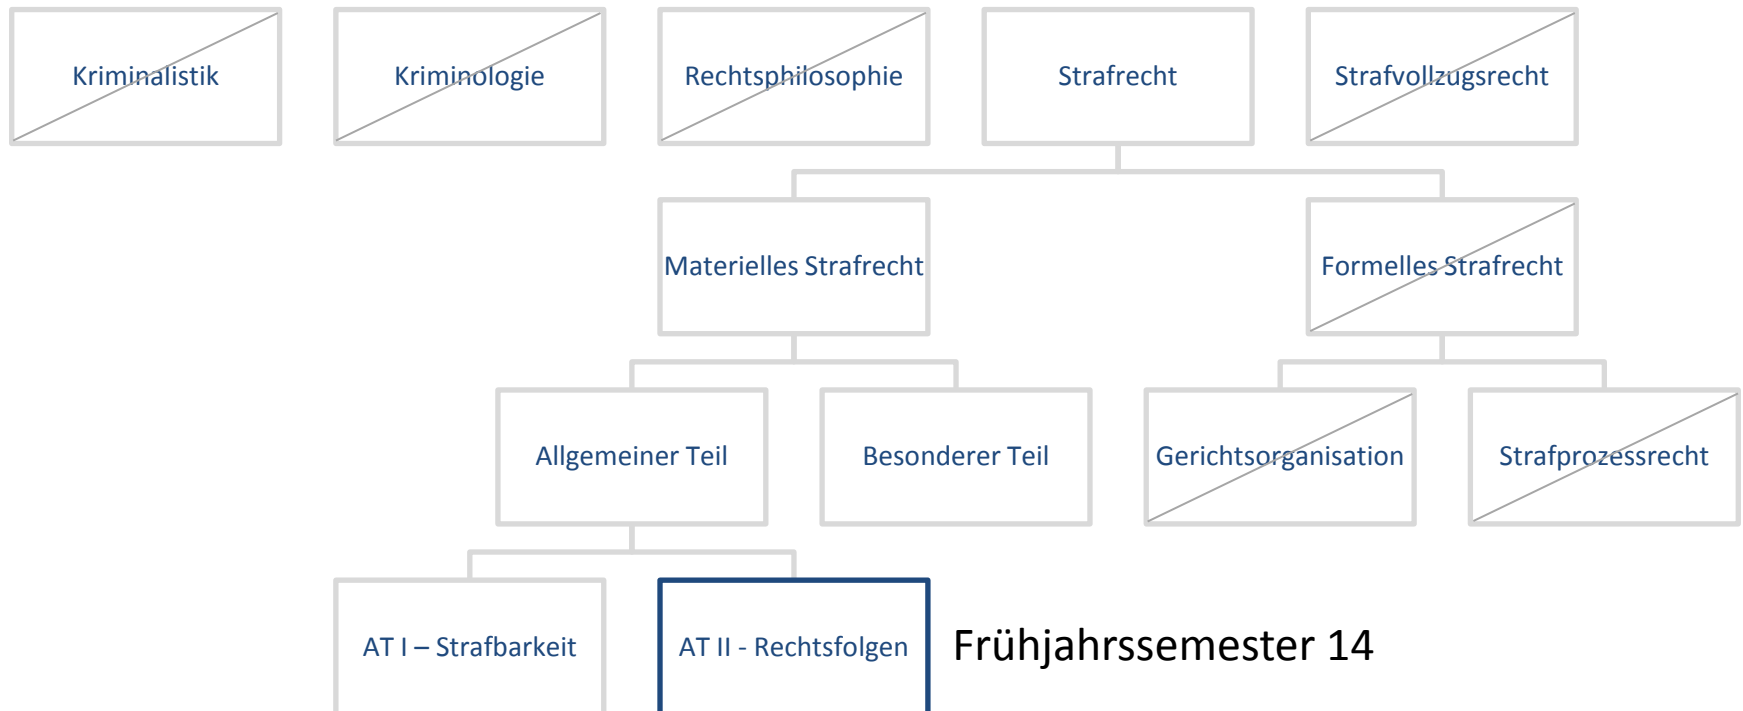 Kriminalistik
Kriminologie
Rechtsphilosophie
Strafrecht
Strafvollzugsrecht
Materielles Strafrecht
Formelles Strafrecht
Allgemeiner Teil
Besonderer Teil
Gerichtsorganisation
Strafprozessrecht
AT I – Strafbarkeit
AT II - Rechtsfolgen
Frühjahrssemester 14